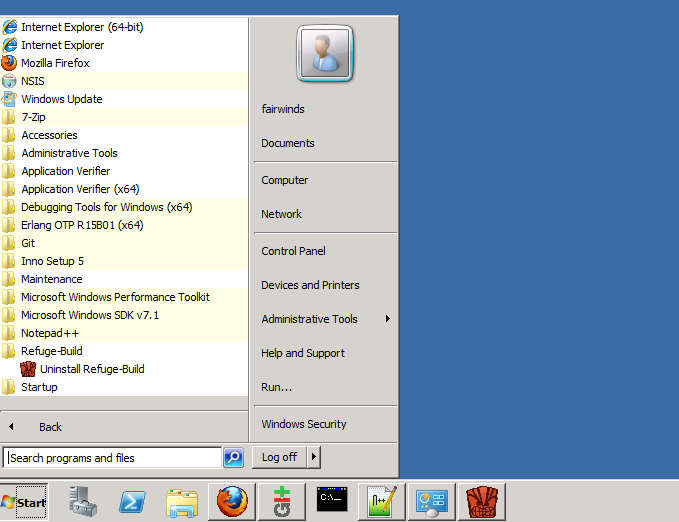 Internet Explorer (64-bit)
Internet Explorer
Mozilla Firefox
NSIS
Windows Update
7-Zip
Accessories
Administrative Tools
Application Verifier
Application Verifier (x64)
Debugging Tools for Windows (x64)
Erlang OTP R15B01 (x64)
Git
Inno Setup 5
Maintenance
Microsoft Windows Performance Toolkit
Microsoft Windows SDK v7.1
Notepad++
Refuge-Build
Uninstall Refuge-Build
Startup
Back
Search programs and files
fairwinds
Documents
Computer
Network
Control Panel
Devices and Printers
Administrative Tools
Help and Support
Run...
Windows Security
Log off
Start
git
C:\_